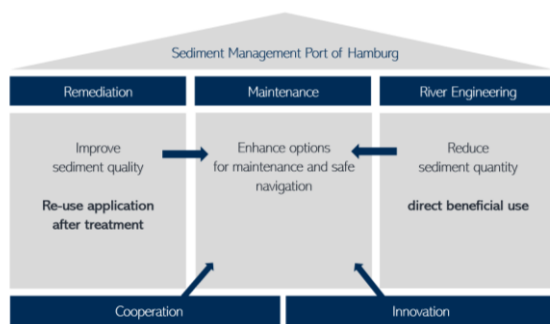 Sediment Management Port of Hamburg
Remediation
Maintenance
River Engineering
Improve
sediment quality
Re-use application
after treatment
Enhance options
for maintenance and safe
navigation
Reduce
sediment quantity
direct beneficial use
Cooperation
Innovation